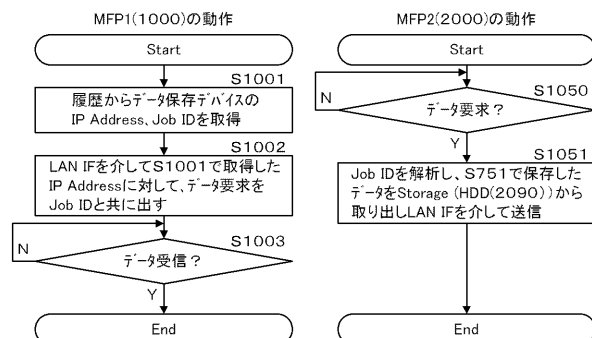 MFP1(1000)の動作
Start
S1001
履歴からデータ保存デバイスの
IP Address、Job IDを取得
S1002
LAN IFを介してS1001で取得した
IP Addressに対して、データ要求を
Job IDと共に出す
S1003
N
データ受信?
Y
End
MFP2(2000)の動作
Start
S1050
N
データ要求?
Y
S1051
Job IDを解析し、S751で保存した
データをStorage(HDD(2090))から
取り出しLAN IFを介して送信
End